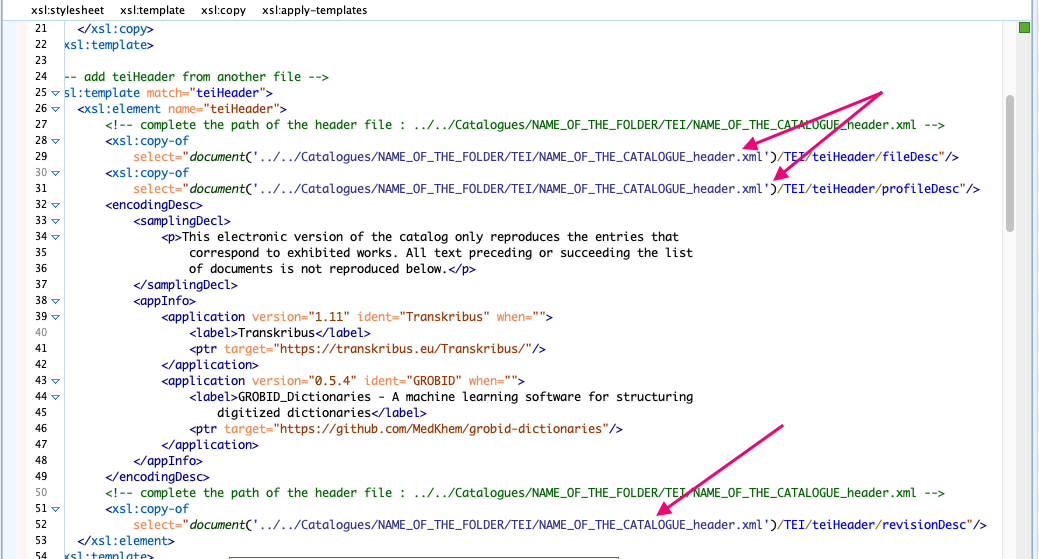 xsl:stylesheet xsl:template xsl:copy xsl:apply-templates
21 </xsl:copy>
22 xsl:template>
23
24 -- add teiHeader from another file -->
25 sl:template match="teiHeader">
26 <xsl:element name="teiHeader">
27 <!-- complete the path of the header file : ../../Catalogues/NAME_OF_THE_FOLDER/TEI/NAME_OF_THE_CATALOGUE_header.xml -->
28 <xsl:copy-of
29 select="document('../../Catalogues/NAME_OF_THE_FOLDER/TEI/NAME_OF_THE_CATALOGUE_header.xml')/TEI/teiHeader/fileDesc"/>
30 <xsl:copy-of
31 select="document('../../Catalogues/NAME_OF_THE_FOLDER/TEI/NAME_OF_THE_CATALOGUE_header.xml')/TEI/teiHeader/profileDesc"/>
32 <encodingDesc>
33 <samplingDecl>
34 <p>This electronic version of the catalog only reproduces the entries that
35 correspond to exhibited works. All text preceding or succeeding the list
36 of documents is not reproduced below.</p>
37 </samplingDecl>
38 <appInfo>
39 <application version="1.11" ident="Transkribus" when="">
40 <label>Transkribus</label>
41 <ptr target="https://transkribus.eu/Transkribus/"/>
42 </application>
43 <application version="0.5.4" ident="GROBID" when="">
44 <label>GROBID_Dictionaries - A machine learning software for structuring
45 digitized dictionaries</label>
46 <ptr target="https://github.com/MedKhem/grobid-dictionaries"/>
47 </application>
48 </appInfo>
49 </encodingDesc>
50 <!-- complete the path of the header file : ../../Catalogues/NAME_OF_THE_FOLDER/TEI/NAME_OF_THE_CATALOGUE_header.xml -->
51 <xsl:copy-of
52 select="document('../../Catalogues/NAME_OF_THE_FOLDER/TEI/NAME_OF_THE_CATALOGUE_header.xml')/TEI/teiHeader/revisionDesc"/>
53 </xsl:element>
54 xsl:template>